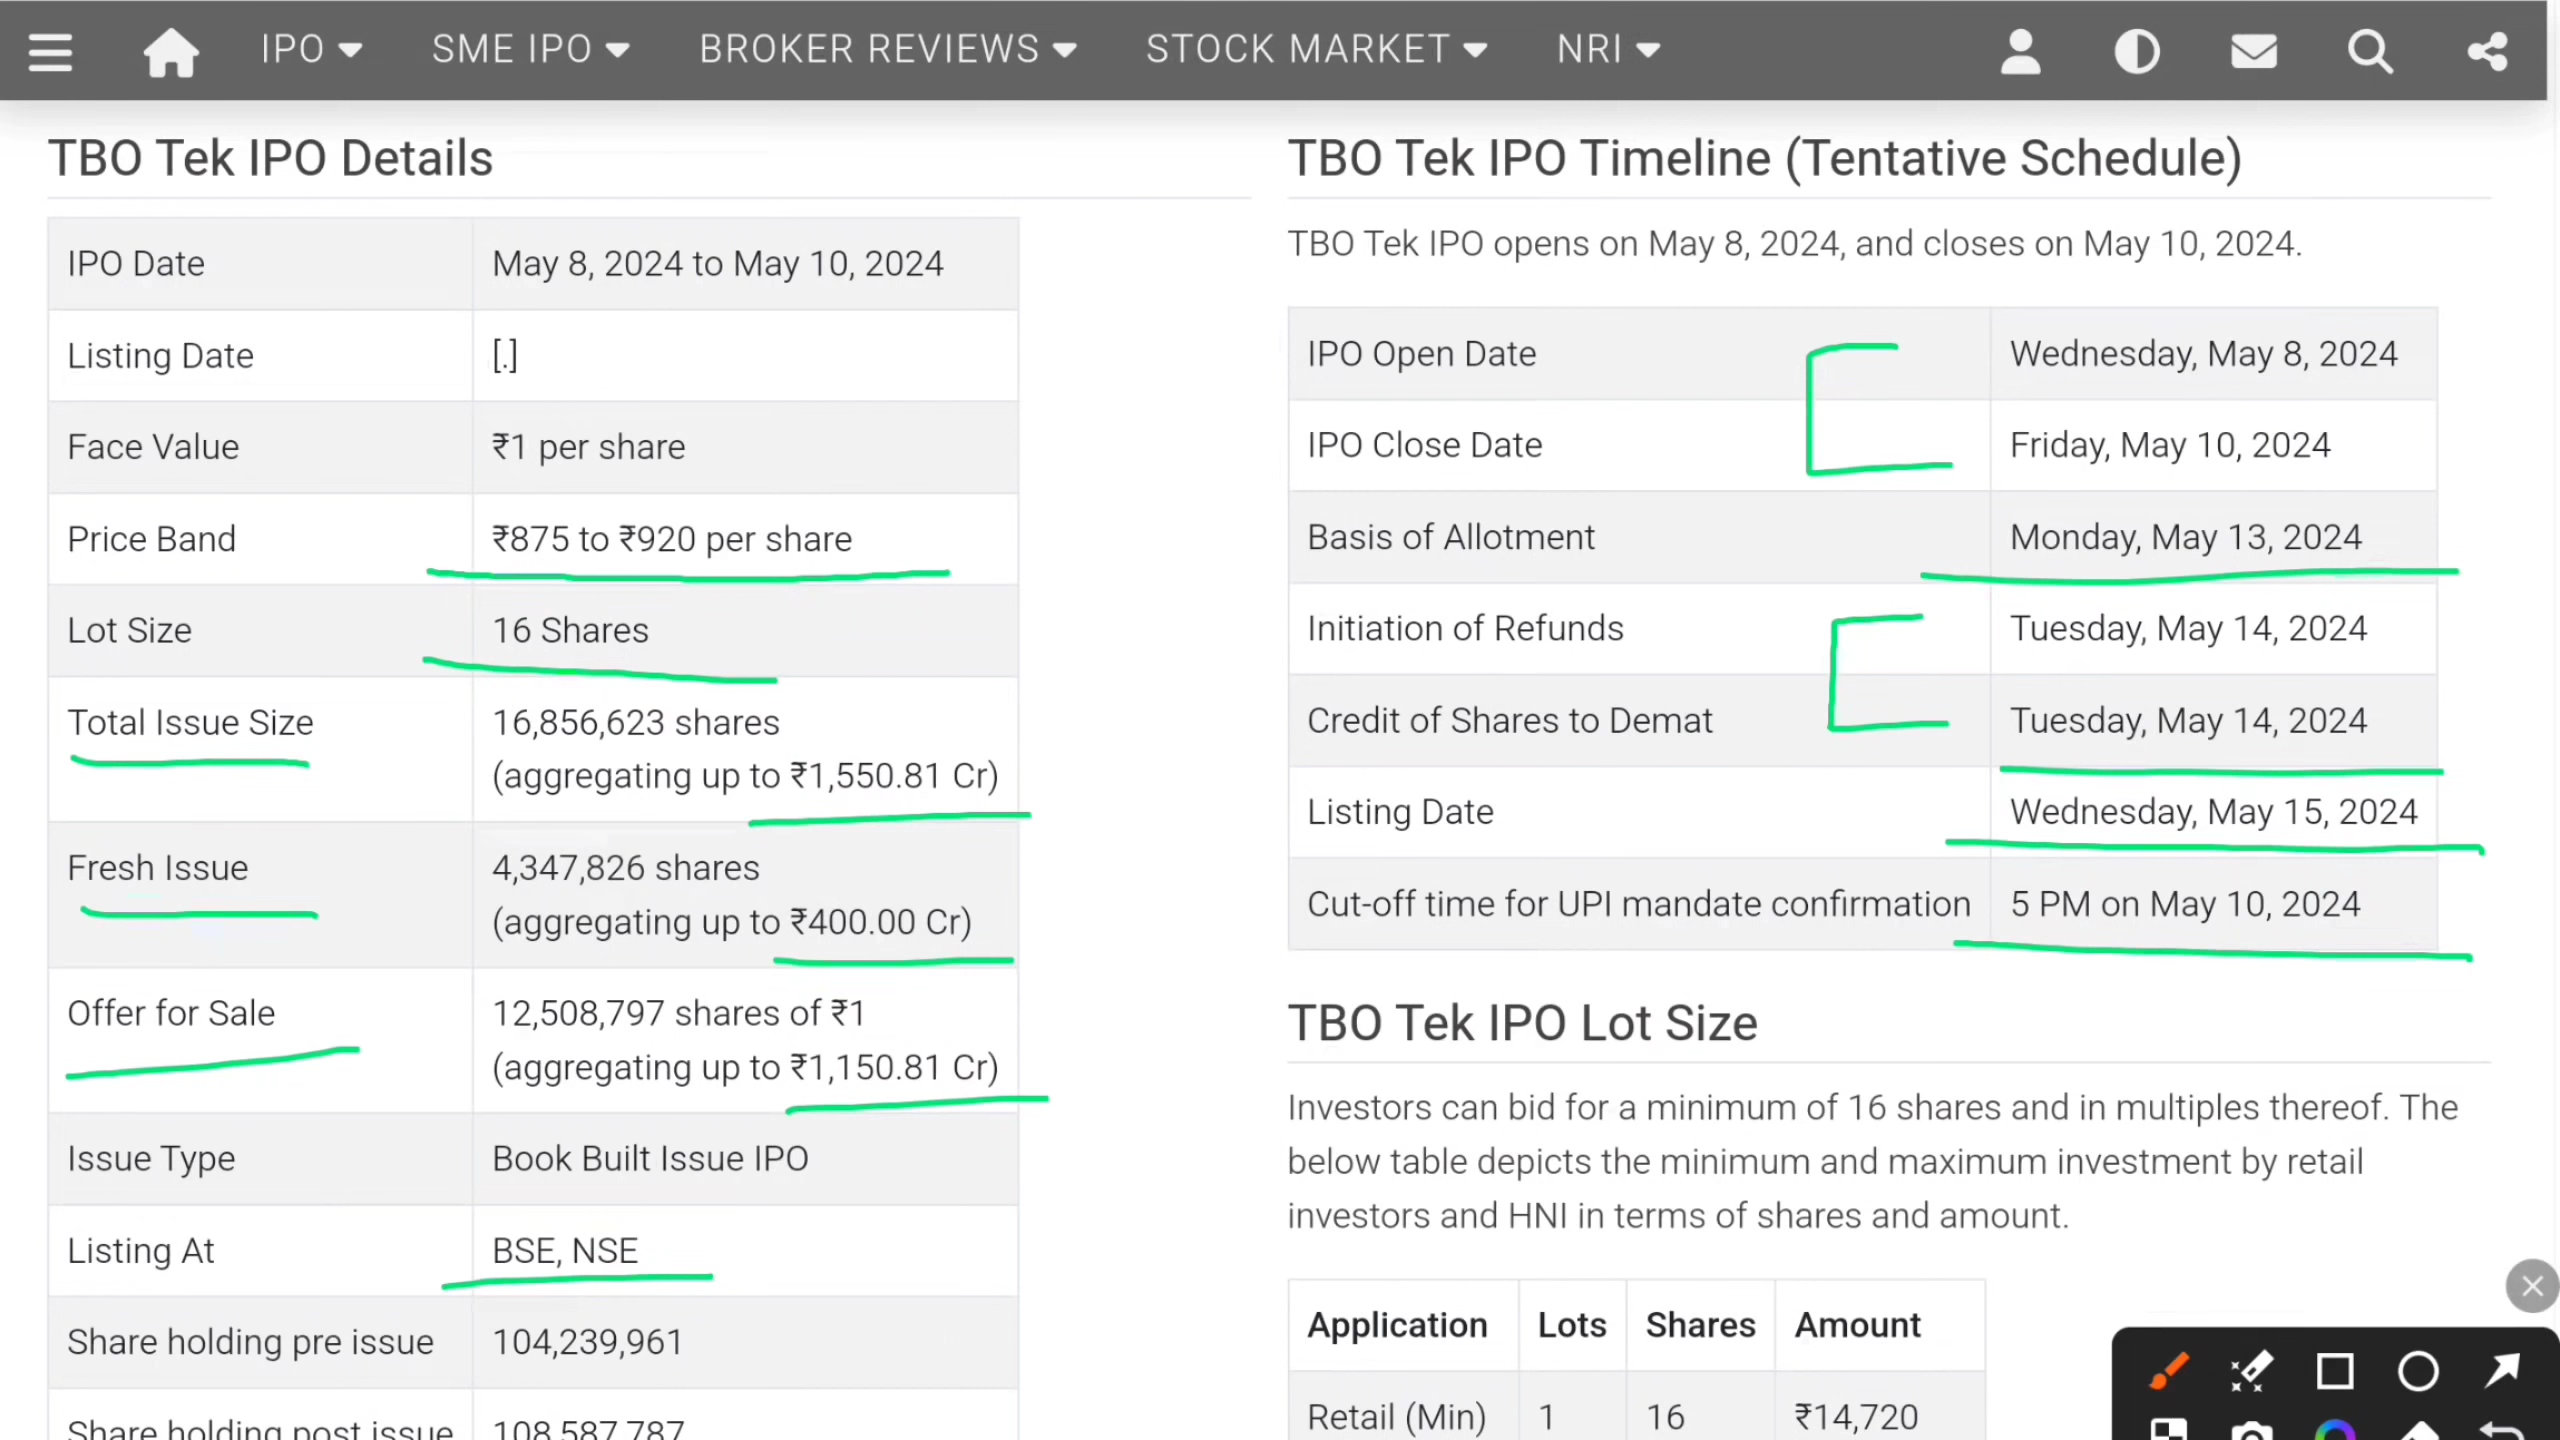 IPO SME IPO BROKER REVIEWS STOCK MARKET NRI
TBO Tek IPO Details
IPO Date May 8, 2024 to May 10, 2024
Listing Date [.]
Face Value ₹1 per share
Price Band ₹875 to ₹920 per share
Lot Size 16 Shares
Total Issue Size 16,856,623 shares
(aggregating up to ₹1,550.81 Cr)
Fresh Issue 4,347,826 shares
(aggregating up to ₹400.00 Cr)
Offer for Sale 12,508,797 shares of ₹1
(aggregating up to ₹1,150.81 Cr)
Issue Type Book Built Issue IPO
Listing At BSE, NSE
Share holding pre issue 104,239,961
Share holding post issue 108,587,787
TBO Tek IPO Timeline (Tentative Schedule)
TBO Tek IPO opens on May 8, 2024, and closes on May 10, 2024.
IPO Open Date Wednesday, May 8, 2024
IPO Close Date Friday, May 10, 2024
Basis of Allotment Monday, May 13, 2024
Initiation of Refunds Tuesday, May 14, 2024
Credit of Shares to Demat Tuesday, May 14, 2024
Listing Date Wednesday, May 15, 2024
Cut-off time for UPI mandate confirmation 5 PM on May 10, 2024
TBO Tek IPO Lot Size
Investors can bid for a minimum of 16 shares and in multiples thereof. The
below table depicts the minimum and maximum investment by retail
investors and HNI in terms of shares and amount.
Application Lots Shares Amount
Retail (Min) 1 16 ₹14,720